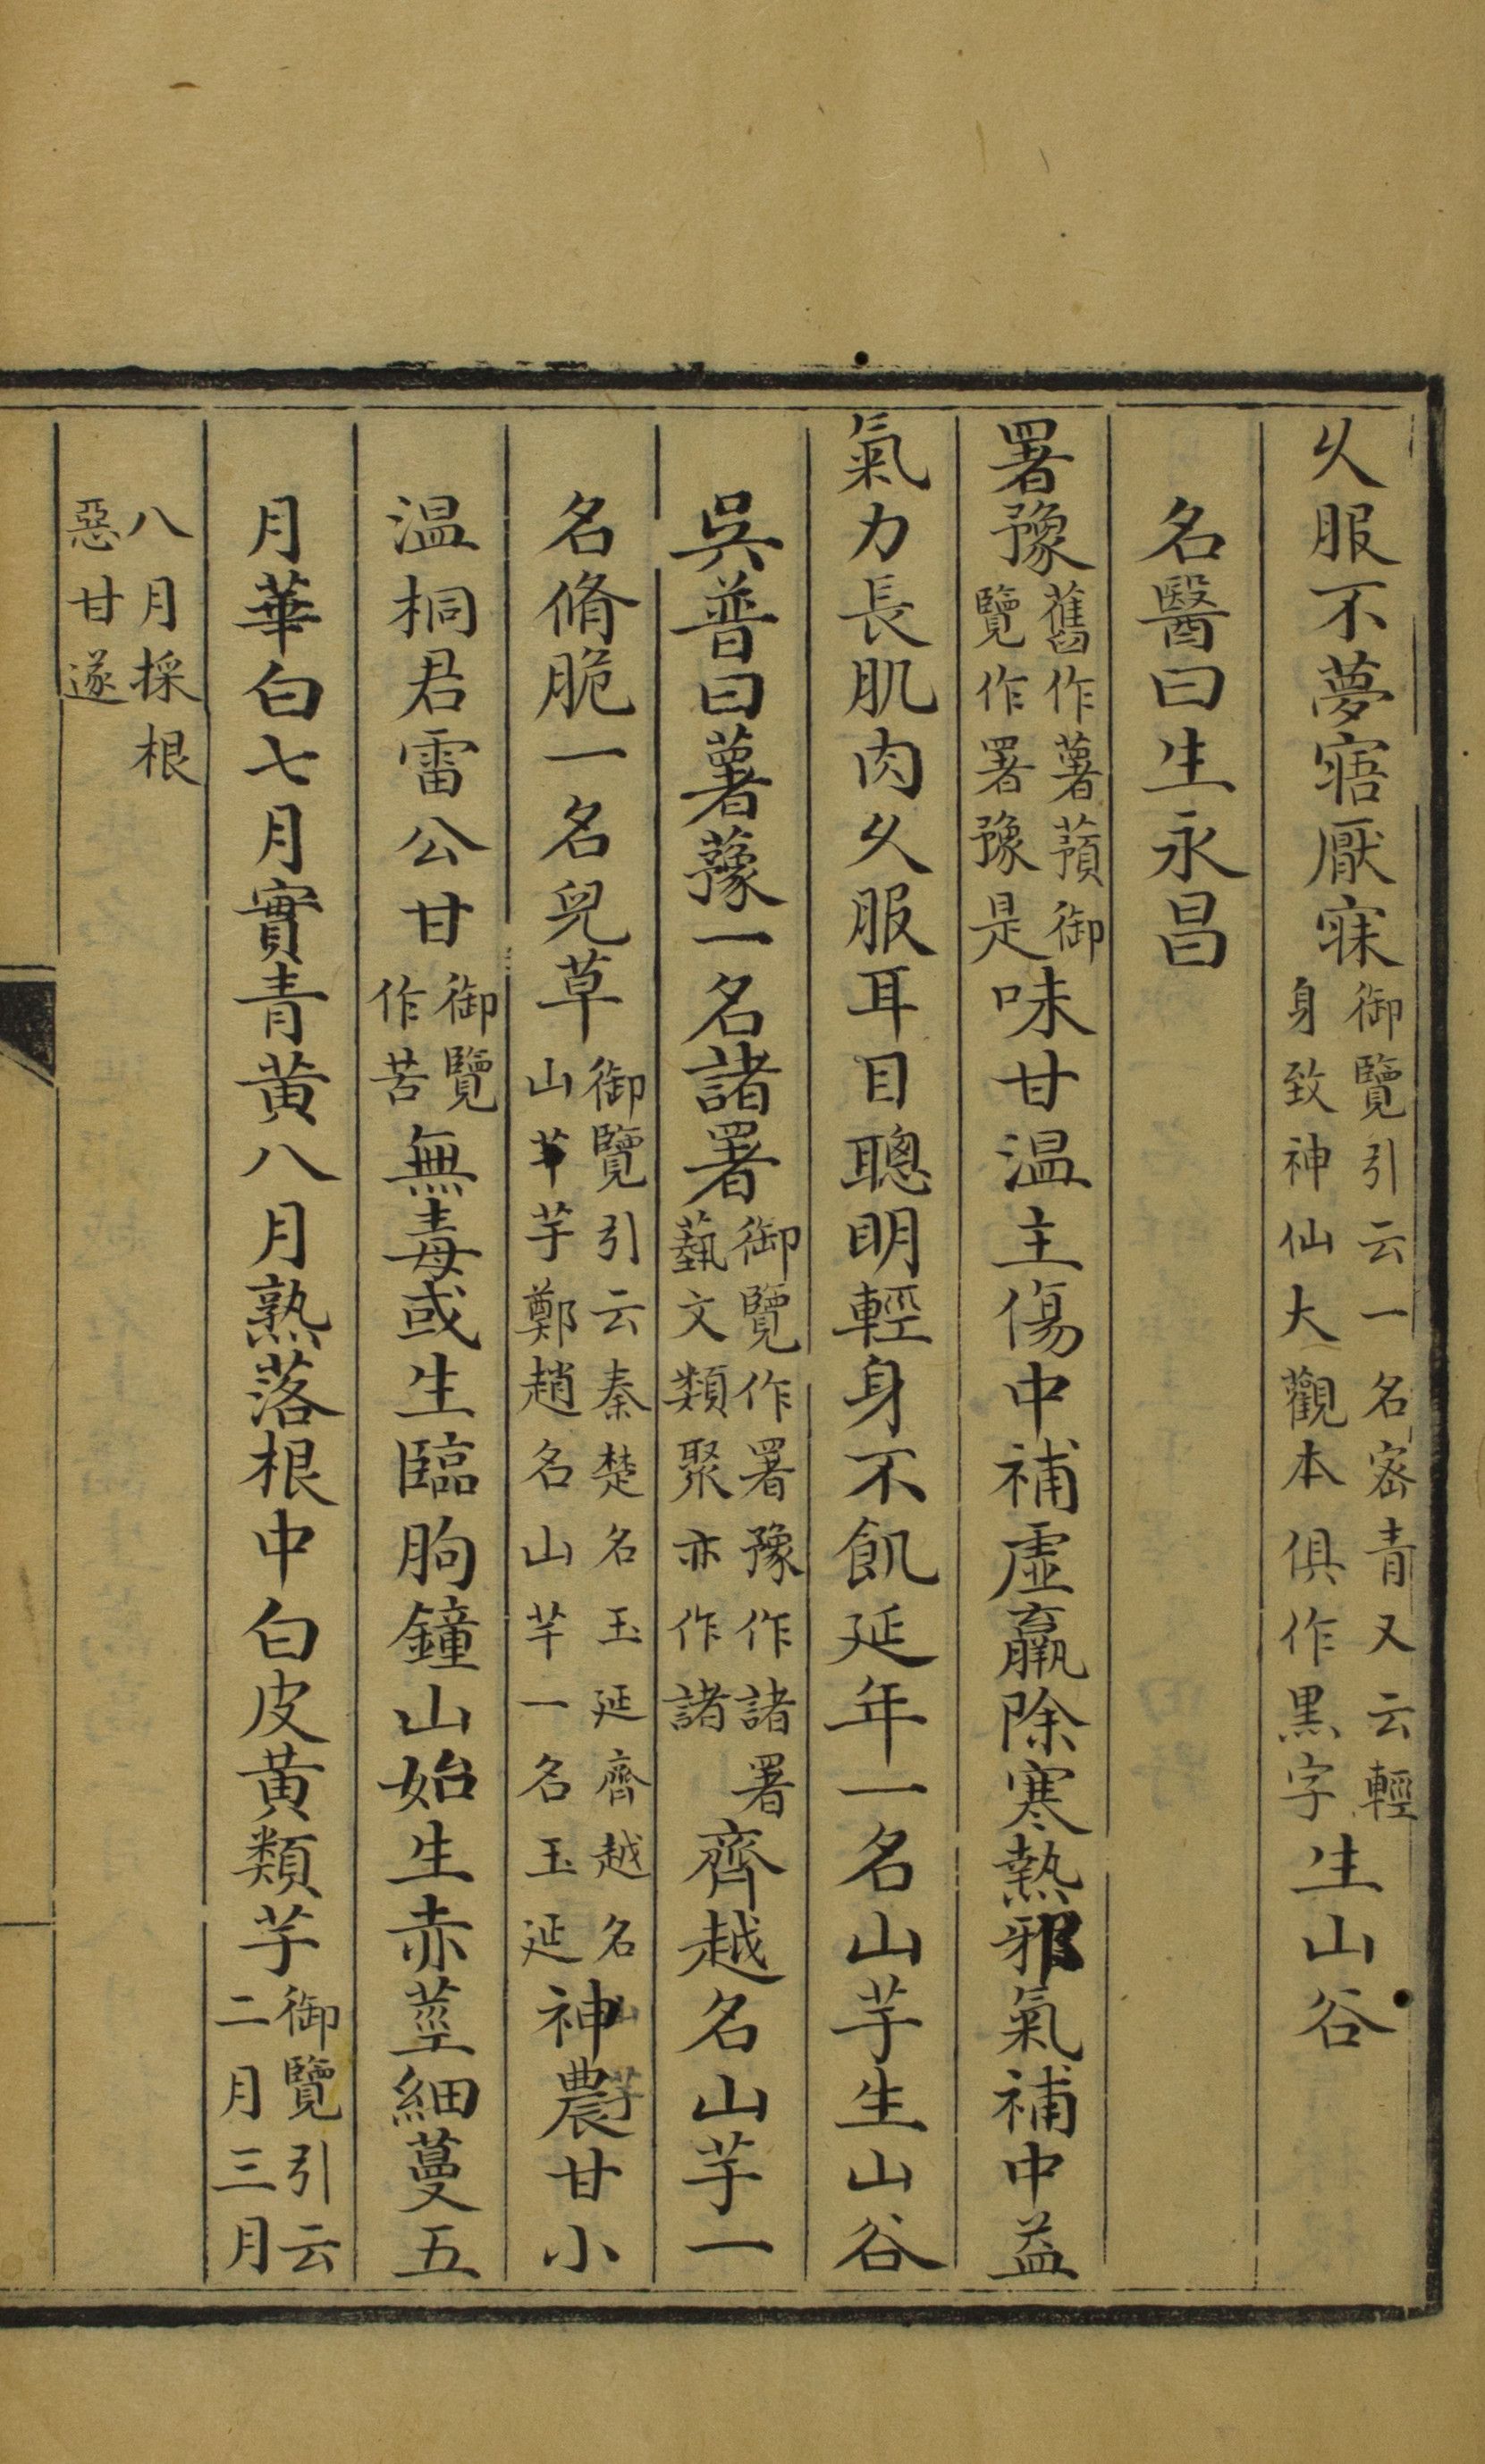 久服不夢寤厭寐御覽引云一名密青又云輕身致神仙大觀本俱作黑字生山谷
名醫曰生永昌
署豫舊作薯蕷御覽作署豫是味甘温主傷中補虛羸除寒熱邪氣補中益
氣力長肌肉久服耳目聰明輕身不飢延年一名山芋生山谷
吳普曰薯蕷一名諸署御覽作署豫作諸署藝文類聚亦作諸齊越名山芋一
名脩脆一名兒草御覽引云秦楚名玉延齊越名山芋鄭趙名山芋一名玉延神農甘小
温桐君雷公甘御覽作苦無毒或生臨朐鐘山始生赤莖細蔓五
月華白七月實青黄八月熟落根中白皮黄類芋御覽引云二月三月
八月採根惡甘遂